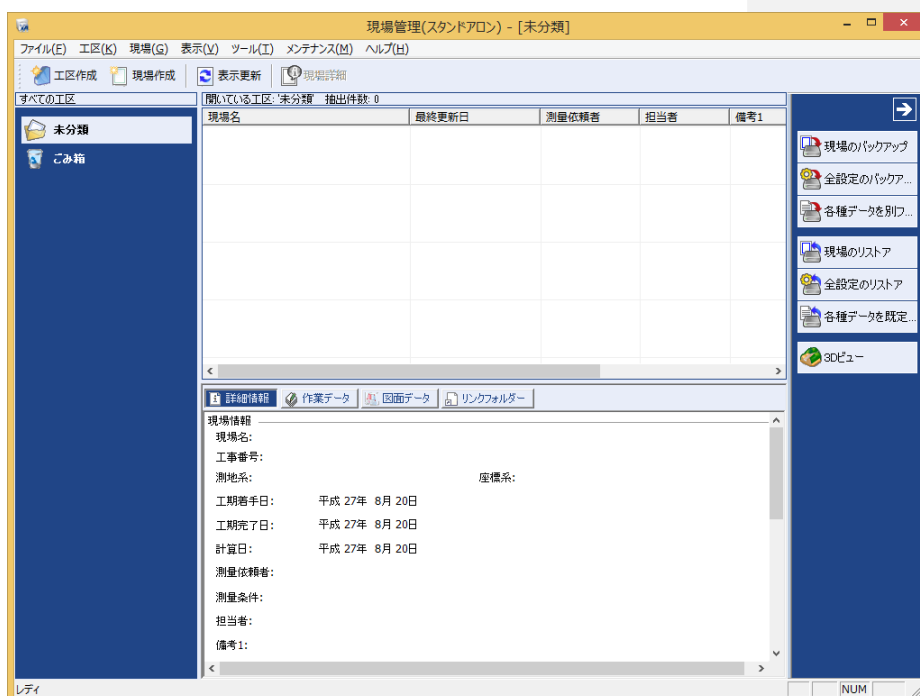 現場管理(スタンドアロン) - [未分類]
ファイル(F) 工区(K) 現場(G) 表示(V) ツール(T) メンテナンス(M) ヘルプ(H)
工区作成 現場作成 表示更新 現場詳細
すべての工区 開いている工区: '未分類' 抽出件数: 0
現場名 最終更新日 測量依頼者 担当者 備考1
未分類
ごみ箱
現場のバックアップ
全設定のバックア...
各種データを別フ...
現場のリストア
全設定のリストア
各種データを既定...
3Dビュー
詳細情報 作業データ 図面データ リンクフォルダー
現場情報
現場名:
工事番号:
測地系: 座標系:
工期着手日: 平成 27年 8月 20日
工期完了日: 平成 27年 8月 20日
計算日: 平成 27年 8月 20日
測量依頼者:
測量条件:
担当者:
備考1:
レディ NUM